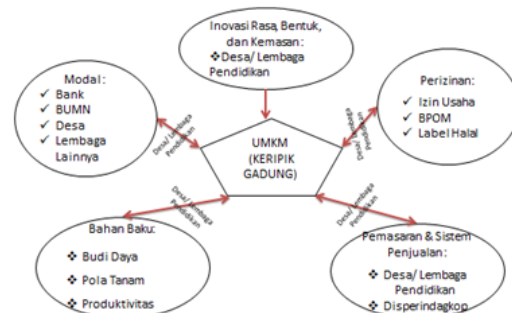 Inovasi Rasa, Bentuk,
dan Kemasan:
❖Desa/ Lembaga
Pendidikan
Modal:
✓ Bank
✓ BUMN
✓ Desa
✓ Lembaga
Lainnya
Perizinan:
✓ Izin Usaha
✓ BPOM
✓ Label Halal
Desa/ Lembaga
Pendidikan
Desa/ Lembaga
Pendidikan
UMKM
(KERIPIK
GADUNG)
Desa/ Lembaga
Pendidikan
Desa/ Lembaga
Pendidikan
Bahan Baku:
❖ Budi Daya
❖ Pola Tanam
❖ Produktivitas
Pemasaran & Sistem
Penjualan:
❖ Desa/ Lembaga
Pendidikan
❖ Disperindagkop